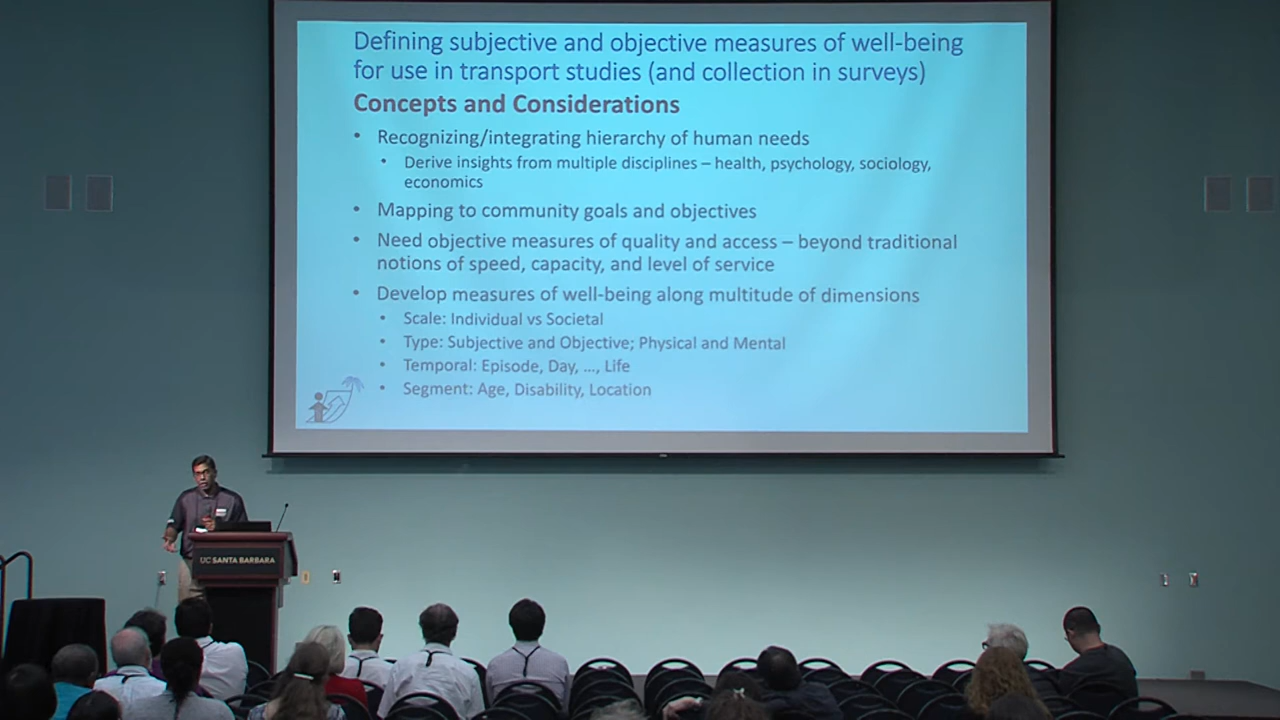 Defining subjective and objective measures of well-being
for use in transport studies (and collection in surveys)
Concepts and Considerations
• Recognizing/integrating hierarchy of human needs
• Derive insights from multiple disciplines – health, psychology, sociology,
economics
• Mapping to community goals and objectives
• Need objective measures of quality and access – beyond traditional
notions of speed, capacity, and level of service
• Develop measures of well-being along multitude of dimensions
• Scale: Individual vs Societal
• Type: Subjective and Objective; Physical and Mental
• Temporal: Episode, Day, ..., Life
• Segment: Age, Disability, Location
UC SANTA BARBARA